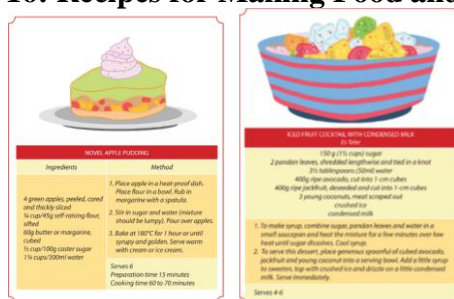 10. Recipes for Making Food and
NOVEL APPLE PUDDING
Ingredients
4 green apples, peeled, cored
and thickly sliced
¼ cup/45g self-raising flour,
sifted
60g butter or margarine,
cubed
½ cup/100g caster sugar
1¼ cups/300ml water
Method
1. Place apple in a heat-proof dish.
Place flour in a bowl. Rub in
margarine with a spatula.
2. Stir in sugar and water (mixture
should be lumpy). Pour over apples.
3. Bake at 180°C for 1 hour until
syrupy and golden. Serve warm
with cream or ice cream.
Serves 6
Preparation time 15 minutes
Cooking time 60 to 70 minutes
ICED FRUIT COCKTAIL WITH CONDENSED MILK
Es Teler
150 g (1½ cups) sugar
2 pandan leaves, shredded lengthwise and tied in a knot
3½ tablespoons (50ml) water
400g ripe avocado, cut into 1-cm cubes
400g ripe jackfruit, deseeded and cut into 1-cm cubes
3 young coconuts, meat scraped out
crushed ice
condensed milk
1. To make syrup, combine sugar, pandan leaves and water in a
small saucepan and heat the mixture for a few minutes over low
heat until sugar dissolves. Cool syrup.
2. To serve this dessert, place generous spoonful of cubed avocado,
jackfruit and young coconut into a serving bowl. Add a little syrup
to sweeten, top with crushed ice and drizzle on a little condensed
milk. Serve immediately.
Serves 4-6